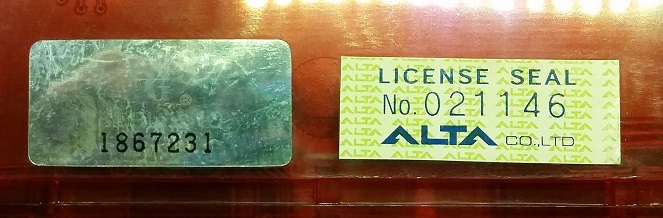 1867231
LICENSE SEAL
No. 021146
ALTA CO.,LTD